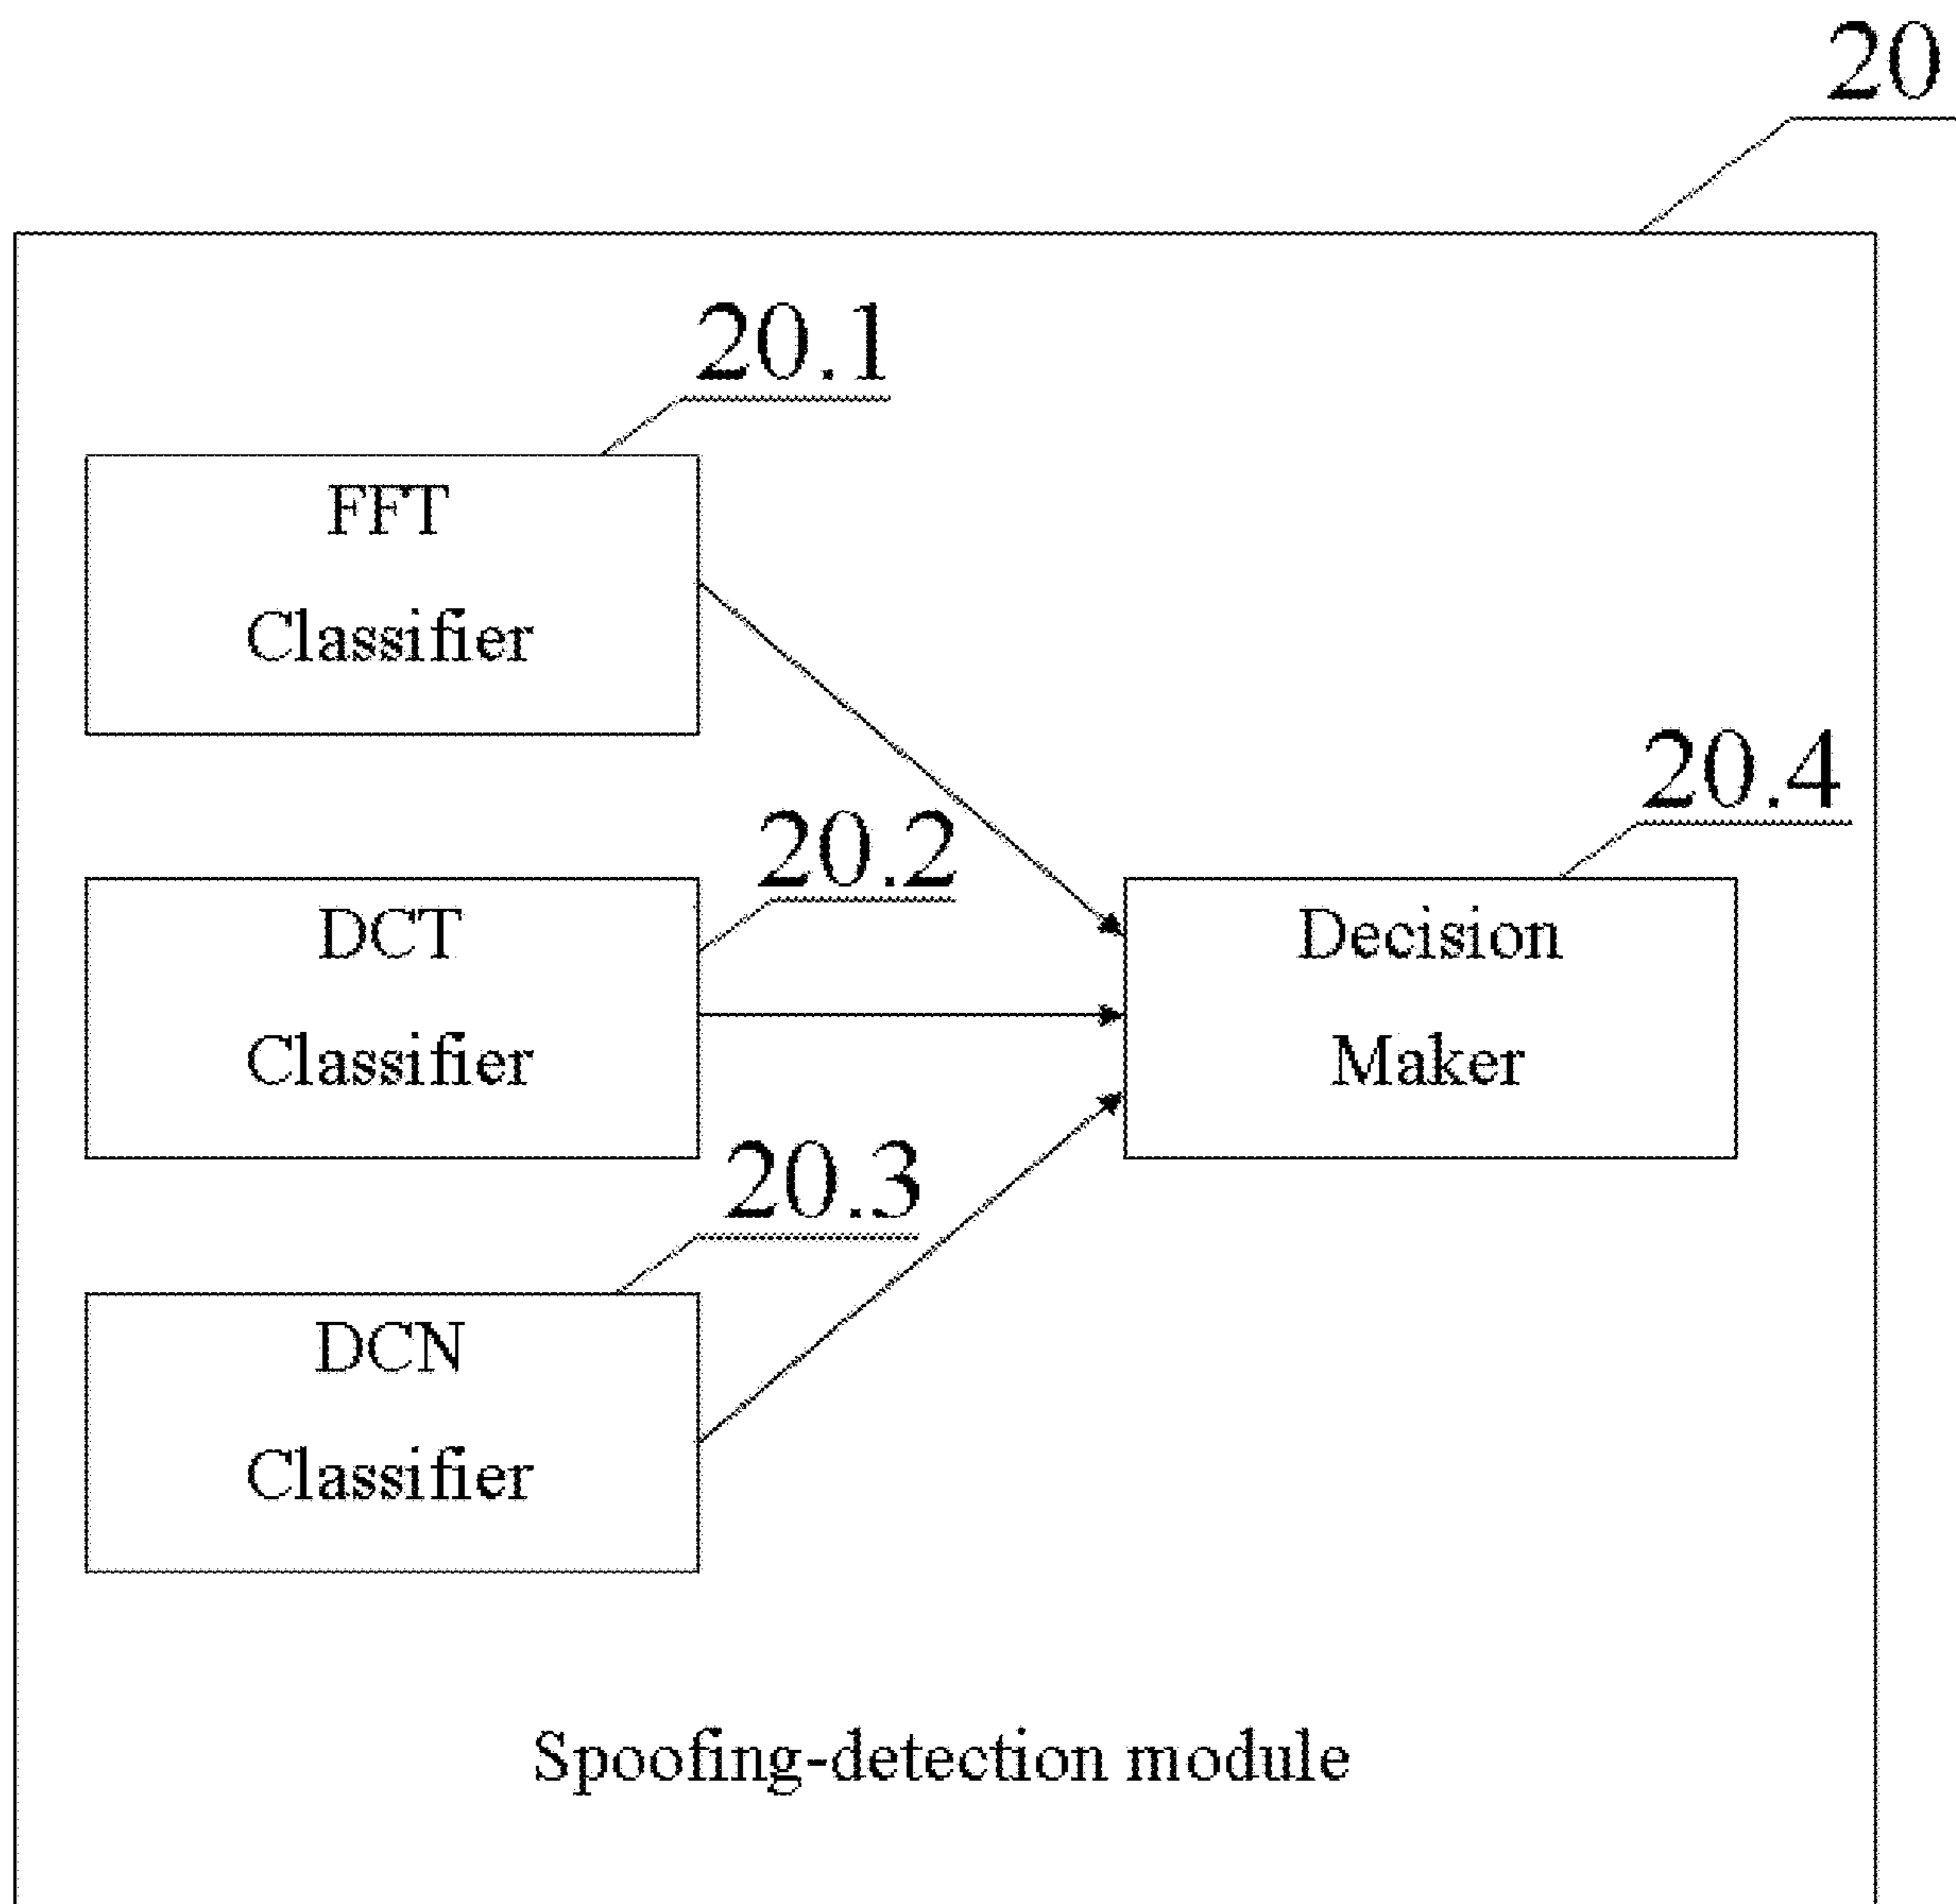 20
20.1
FFT
Classifier
20.4
20.2
DCT
Classifier
Decision
Maker
20.3
DCN
Classifier
Spoofing-detection module